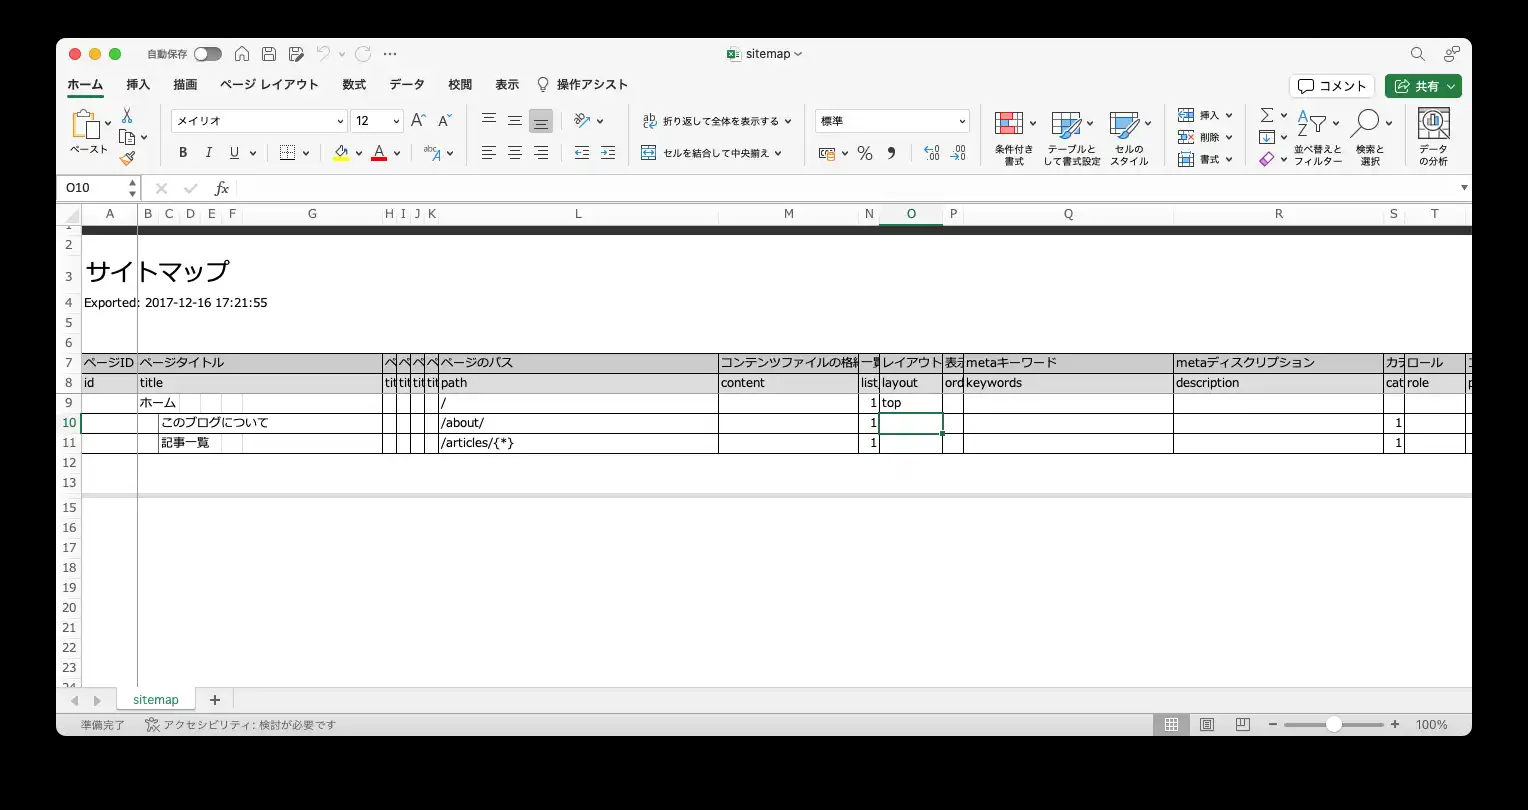 自動保存
sitemap
ホーム 挿入 描画 ページ レイアウト 数式 データ 校閲 表示 操作アシスト コメント 共有
ペースト
メイリオ 12
B I U
折り返して全体を表示する
セルを結合して中央揃え
標準
条件付き書式
テーブルとして書式設定
セルのスタイル
挿入
削除
書式
並べ替えとフィルター
検索と選択
データの分析
O10 fx
A B C D E F G H I J K L M N O P Q R S T
1
2
3 サイトマップ
4 Exported: 2017-12-16 17:21:55
5
6
7 ページID ページタイトル ペ ペ ペ ペ ページのパス コンテンツファイルの格納 一覧 レイアウト 表示 metaキーワード metaディスクリプション カテ ロール
8 id title tit tit tit tit path content list layout ord keywords description cat role
9 ホーム / 1 top
10 このブログについて /about/ 1 1
11 記事一覧 /articles/{*} 1 1
12
13
15
16
17
18
19
20
21
22
23
24
sitemap +
準備完了 アクセシビリティ: 検討が必要です 100%